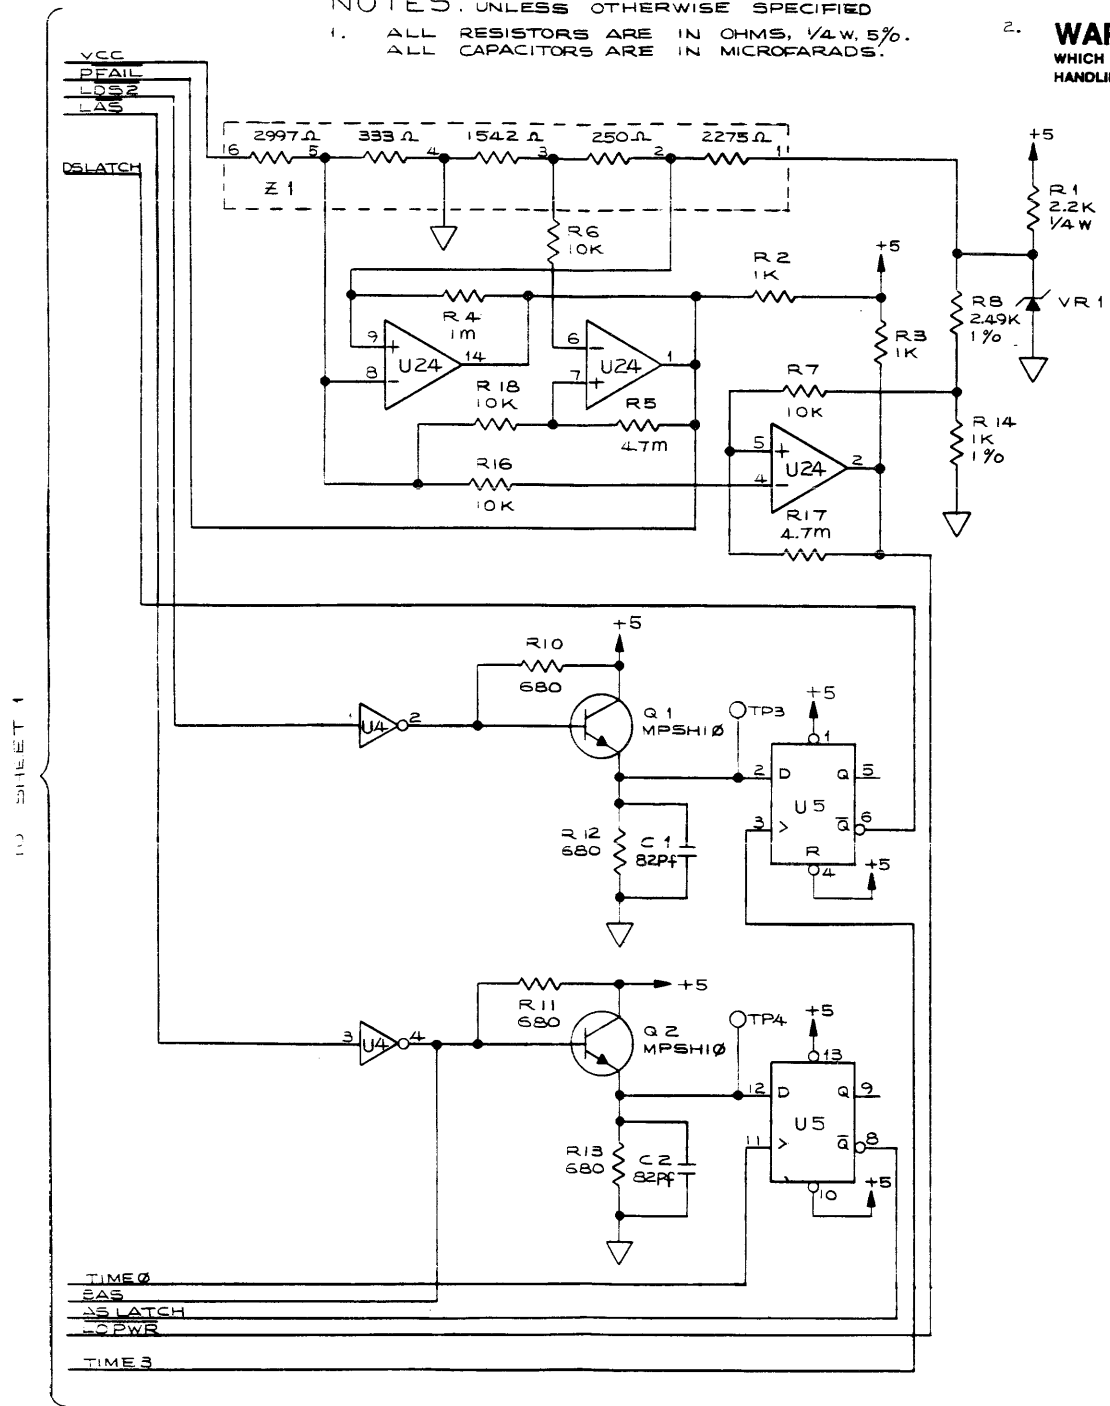 NOTES: UNLESS OTHERWISE SPECIFIED
1. ALL RESISTORS ARE IN OHMS, 1/4W, 5%.
ALL CAPACITORS ARE IN MICROFARADS.
2. WAR
WHICH
HANDLI
VCC
PFAIL
LDS2
LAS
DSLATCH
2997Ω 333Ω 1542Ω 250Ω 2275Ω
6 5 4 3 2 1
Z1
+5
R1
2.2K
1/4W
R6
10K
R2
1K
+5
R4
1m
R3
1K
R8
2.49K
1%
VR1
9 + U24 14
8 -
6 - U24 1
7 +
R18
10K
R5
4.7m
R7
10K
R14
1K
1%
5 + U24 2
4 -
R16
10K
R17
4.7m
SHEET 1
R10
680
+5
1 U4 2
Q1
MPSH10
TP3
+5
1
2 D Q 5
U5
3 > Q 6
R
4
+5
R12
680
C1
82Pf
R11
680
+5
3 U4 4
Q2
MPSH10
TP4
+5
13
12 D Q 9
U5
11 > Q 8
10
+5
R13
680
C2
82Pf
TIME0
ASLATCH
LOPWR
TIME3